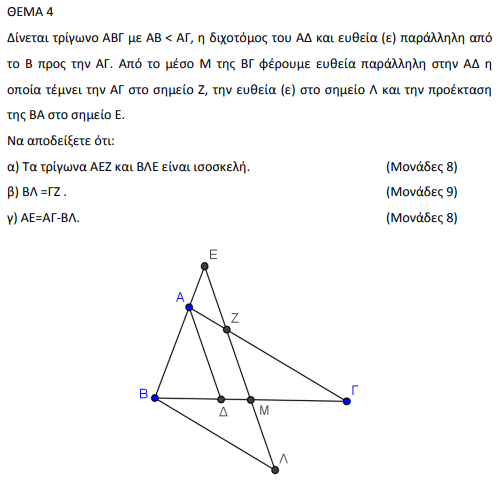 ΘΕΜΑ 4
Δίνεται τρίγωνο ΑΒΓ με ΑΒ < ΑΓ, η διχοτόμος του ΑΔ και ευθεία (ε) παράλληλη από
το Β προς την ΑΓ. Από το μέσο Μ της ΒΓ φέρουμε ευθεία παράλληλη στην ΑΔ η
οποία τέμνει την ΑΓ στο σημείο Ζ, την ευθεία (ε) στο σημείο Λ και την προέκταση
της ΒΑ στο σημείο Ε.
Να αποδείξετε ότι:
α) Τα τρίγωνα ΑΕΖ και ΒΛΕ είναι ισοσκελή. (Μονάδες 8)
β) ΒΛ =ΓΖ . (Μονάδες 9)
γ) ΑΕ=ΑΓ-ΒΛ. (Μονάδες 8)
Ε
Α
Ζ
Β
Δ
Μ
Γ
Λ